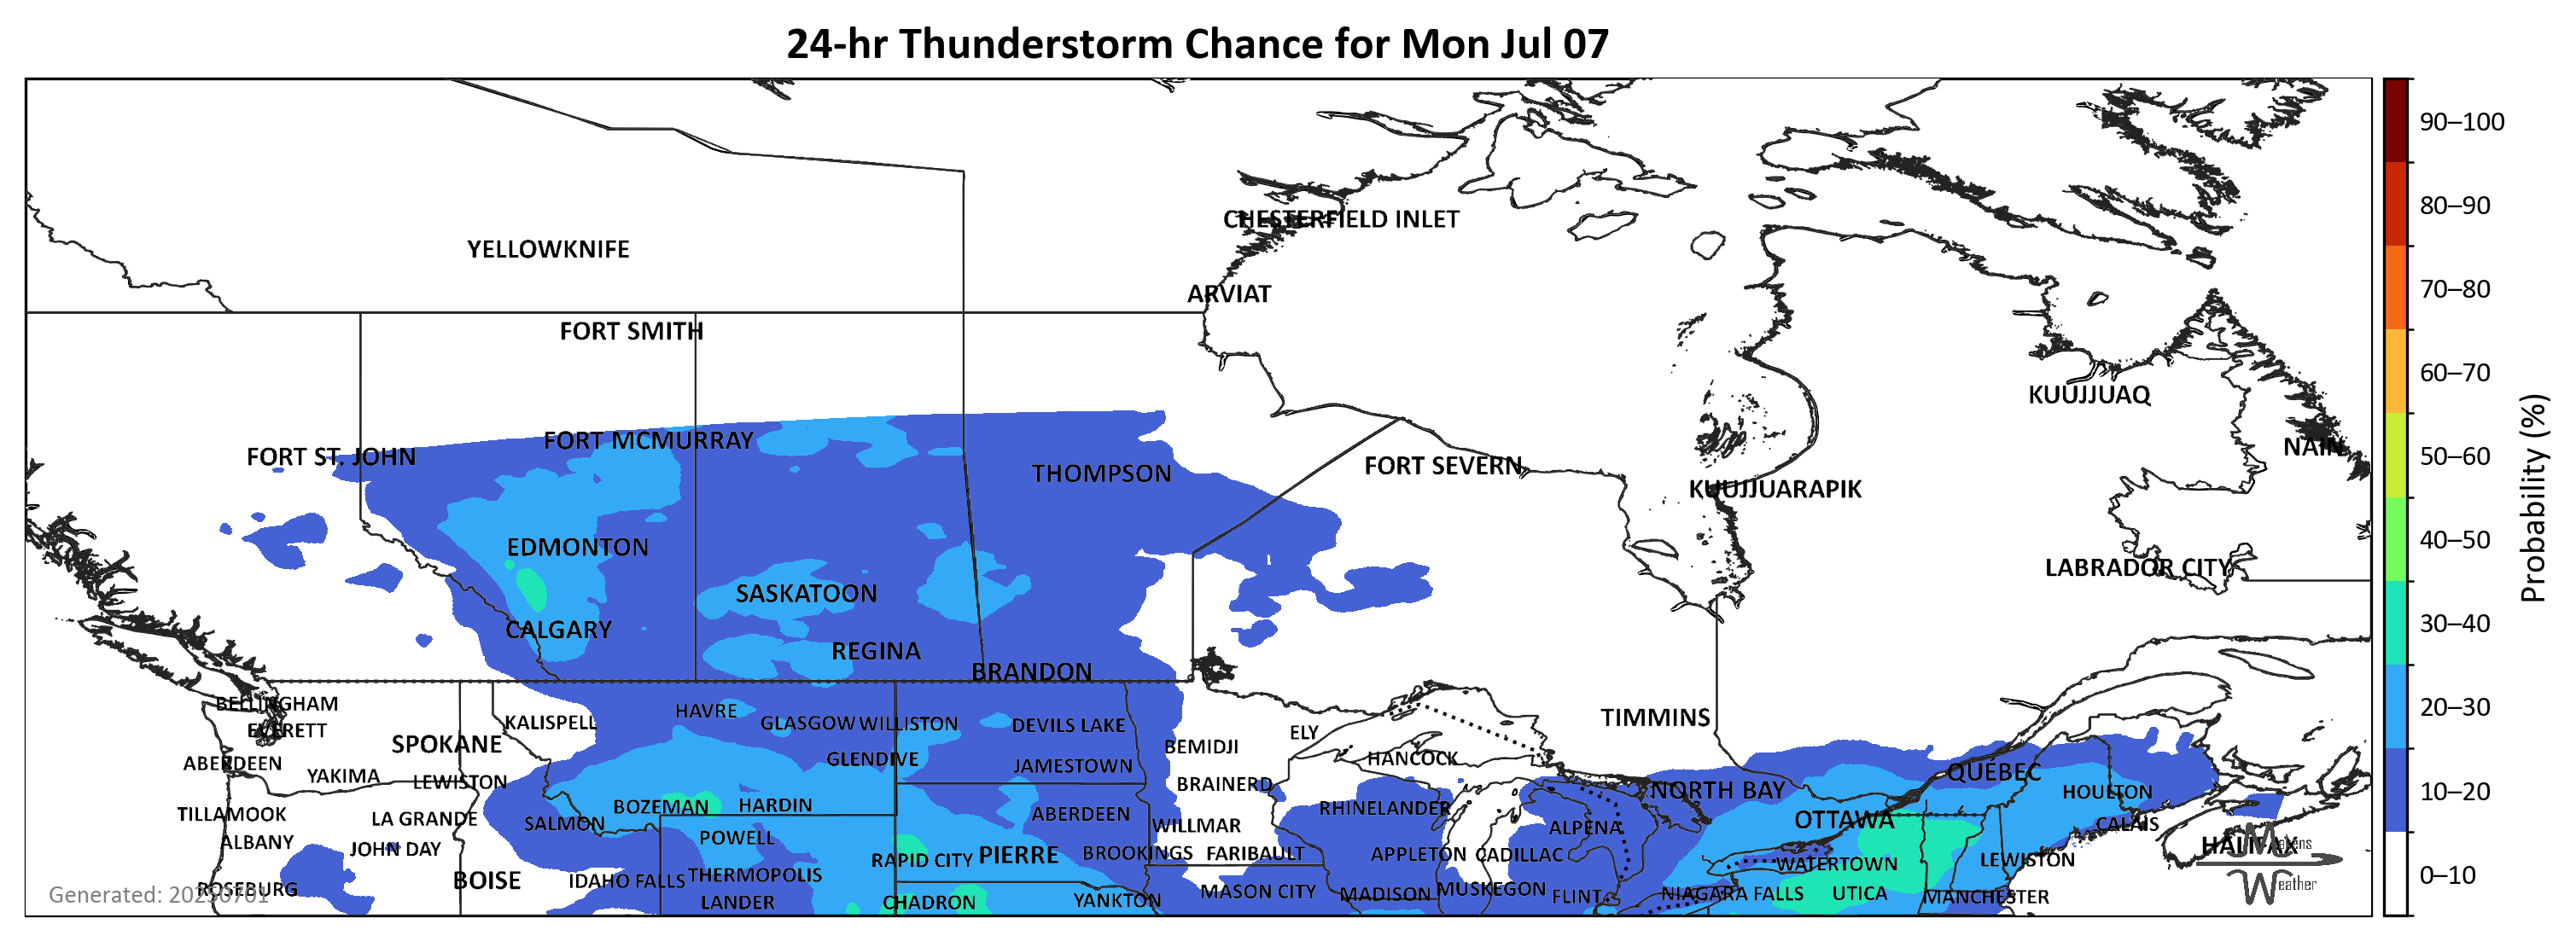 24-hr Thunderstorm Chance for Mon Jul 07
90–100
80–90
70–80
60–70
50–60
40–50
30–40
20–30
10–20
0–10
Probability (%)
CHESTERFIELD INLET
YELLOWKNIFE
ARVIAT
FORT SMITH
KUUJJUAQ
FORT MCMURRAY
NAIN
FORT ST. JOHN
FORT SEVERN
THOMPSON
KUUJJUARAPIK
EDMONTON
LABRADOR CITY
SASKATOON
CALGARY
REGINA
BRANDON
BELLINGHAM
HAVRE
TIMMINS
KALISPELL
GLASGOW
WILLISTON
DEVILS LAKE
EVERETT
ELY
SPOKANE
BEMIDJI
GLENDIVE
HANCOCK
ABERDEEN
JAMESTOWN
QUÉBEC
YAKIMA
LEWISTON
BRAINERD
NORTH BAY
HOULTON
BOZEMAN
HARDIN
RHINELANDER
TILLAMOOK
LA GRANDE
ABERDEEN
SALMON
WILLMAR
ALPENA
OTTAWA
CALAIS
ALBANY
JOHN DAY
POWELL
HALIFAX
Makens
Weather
RAPID CITY
PIERRE
BROOKINGS
FARIBAULT
APPLETON
CADILLAC
WATERTOWN
LEWISTON
BOISE
IDAHO FALLS
THERMOPOLIS
ROSEBURG
Generated: 20250701
LANDER
CHADRON
YANKTON
MASON CITY
MADISON
MUSKEGON
FLINT
NIAGARA FALLS
UTICA
MANCHESTER